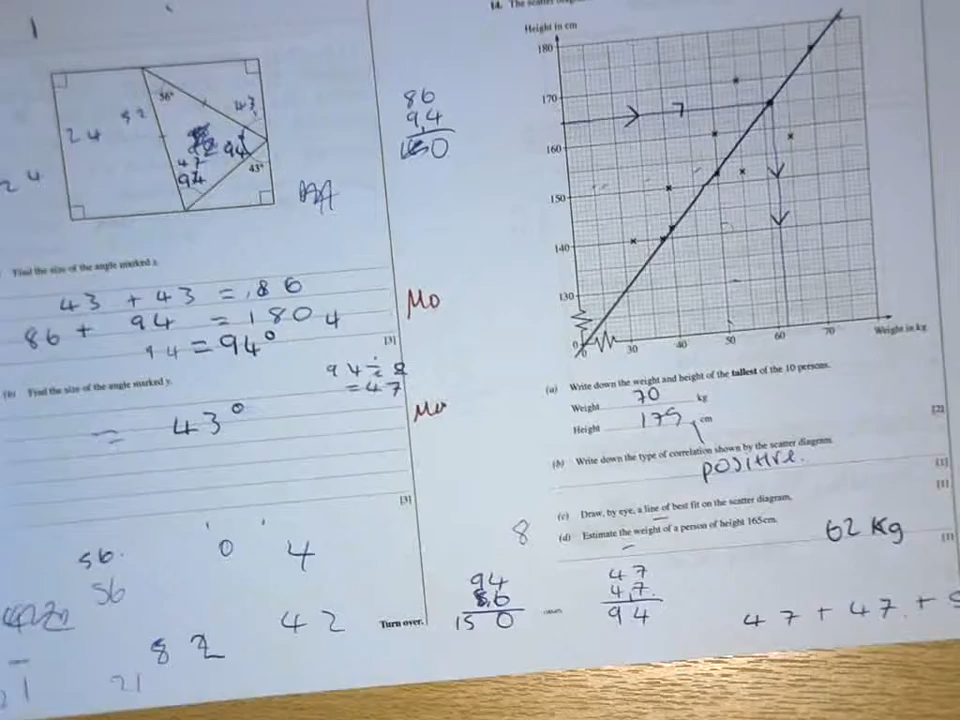 1
24
82
56°
43
47
94
94
43°
24
Find the size of the angle marked x.
43 + 43 = 86
86 + 94 = 180 4
94 = 94°
[3]
M0
(b) Find the size of the angle marked y.
94 ÷ 2
= 47
= 43°
[3]
56.
0 4
56
82
42
21
Turn over.
86
94
180
14. The scatter
Height in cm
180
170
160
150
140
130
0
30
40
50
60
70
Weight in kg
(a) Write down the weight and height of the tallest of the 10 persons.
Weight 70 kg
Height 179 cm
[2]
(b) Write down the type of correlation shown by the scatter diagram.
positive.
[1]
(c) Draw, by eye, a line of best fit on the scatter diagram.
[1]
8
(d) Estimate the weight of a person of height 165cm.
62 Kg
[1]
94
86
150
47
47
94
47 + 47 +